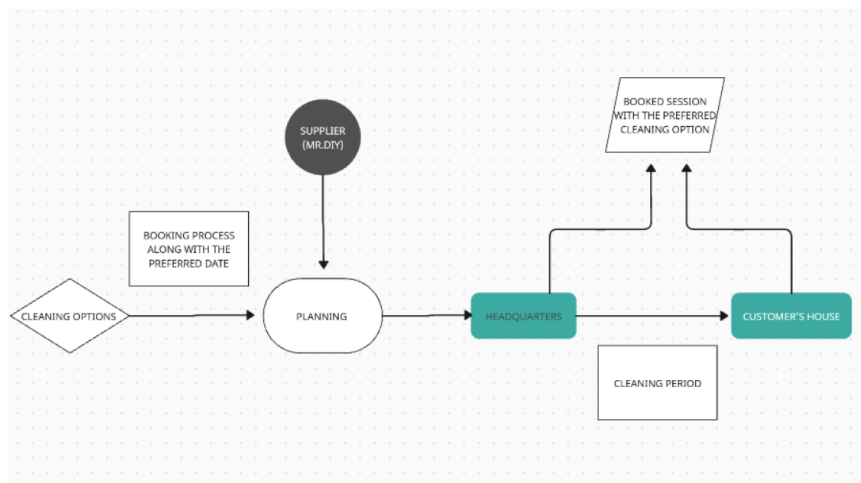 BOOKED SESSION
WITH THE PREFERRED
CLEANING OPTION
SUPPLIER
(MR.DIY)
BOOKING PROCESS
ALONG WITH THE
PREFERRED DATE
CLEANING OPTIONS
PLANNING
HEADQUARTERS
CUSTOMER'S HOUSE
CLEANING PERIOD